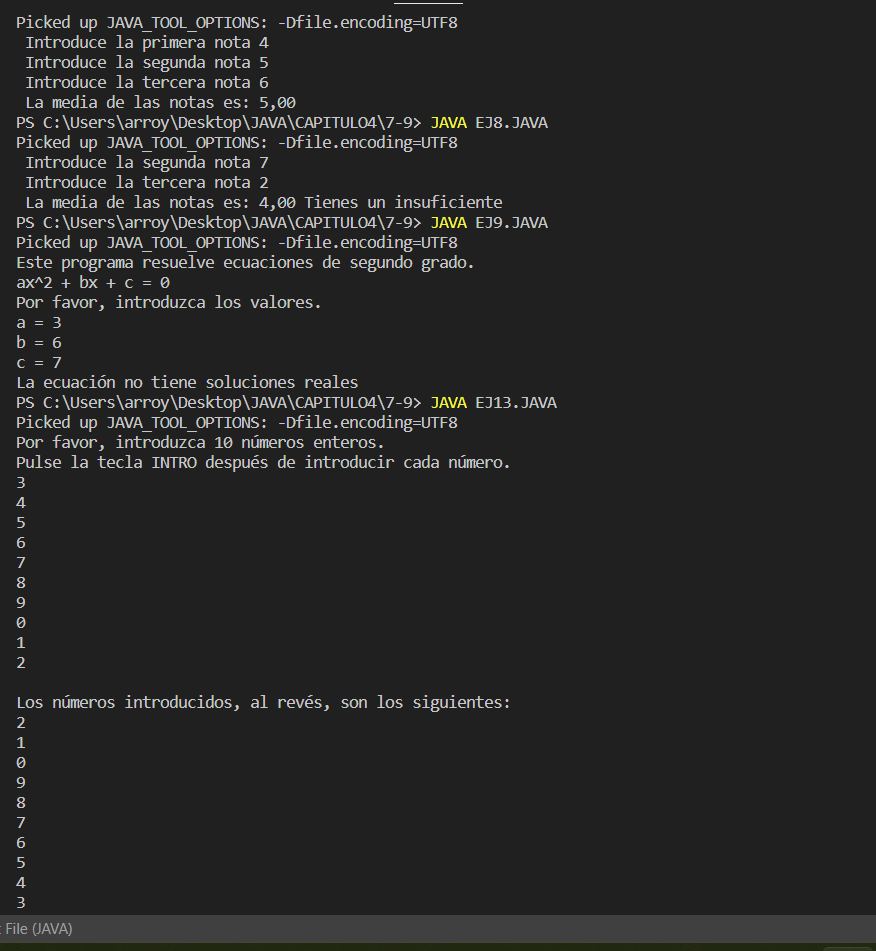 Picked up JAVA_TOOL_OPTIONS: -Dfile.encoding=UTF8
Introduce la primera nota 4
Introduce la segunda nota 5
Introduce la tercera nota 6
La media de las notas es: 5,00
PS C:\Users\arroy\Desktop\JAVA\CAPITULO4\7-9> JAVA EJ8.JAVA
Picked up JAVA_TOOL_OPTIONS: -Dfile.encoding=UTF8
Introduce la segunda nota 7
Introduce la tercera nota 2
La media de las notas es: 4,00 Tienes un insuficiente
PS C:\Users\arroy\Desktop\JAVA\CAPITULO4\7-9> JAVA EJ9.JAVA
Picked up JAVA_TOOL_OPTIONS: -Dfile.encoding=UTF8
Este programa resuelve ecuaciones de segundo grado.
ax^2 + bx + c = 0
Por favor, introduzca los valores.
a = 3
b = 6
c = 7
La ecuación no tiene soluciones reales
PS C:\Users\arroy\Desktop\JAVA\CAPITULO4\7-9> JAVA EJ13.JAVA
Picked up JAVA_TOOL_OPTIONS: -Dfile.encoding=UTF8
Por favor, introduzca 10 números enteros.
Pulse la tecla INTRO después de introducir cada número.
3
4
5
6
7
8
9
0
1
2
Los números introducidos, al revés, son los siguientes:
2
1
0
9
8
7
6
5
4
3
File (JAVA)